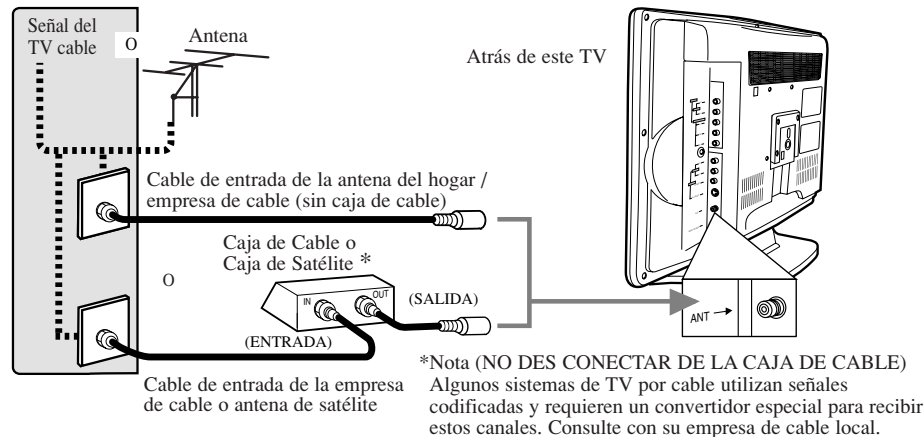 Señal del
TV cable
O
Antena
Atrás de este TV
Cable de entrada de la antena del hogar /
empresa de cable (sin caja de cable)
Caja de Cable o
Caja de Satélite *
O
IN
OUT
(SALIDA)
(ENTRADA)
ANT
Cable de entrada de la empresa
de cable o antena de satélite
*Nota (NO DES CONECTAR DE LA CAJA DE CABLE)
Algunos sistemas de TV por cable utilizan señales
codificadas y requieren un convertidor especial para recibir
estos canales. Consulte con su empresa de cable local.